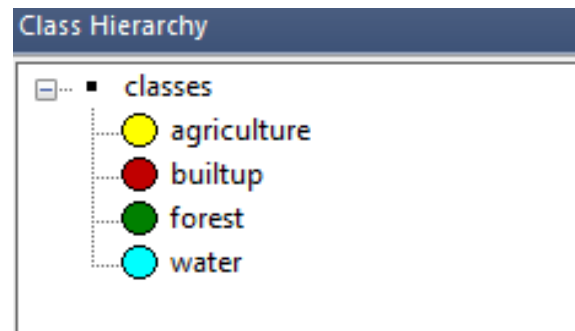 Class Hierarchy
classes
agriculture
builtup
forest
water